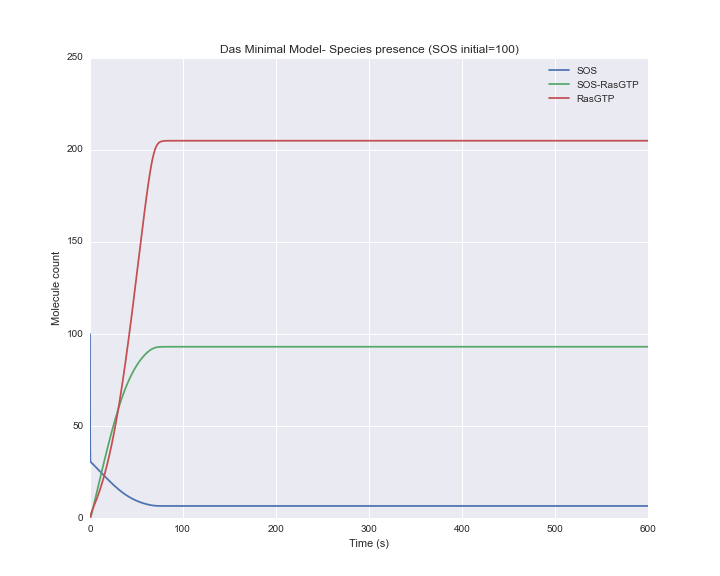 Das Minimal Model- Species presence (SOS initial=100)
SOS
SOS-RasGTP
RasGTP
250
200
150
100
50
0
Molecule count
0 100 200 300 400 500 600
Time (s)